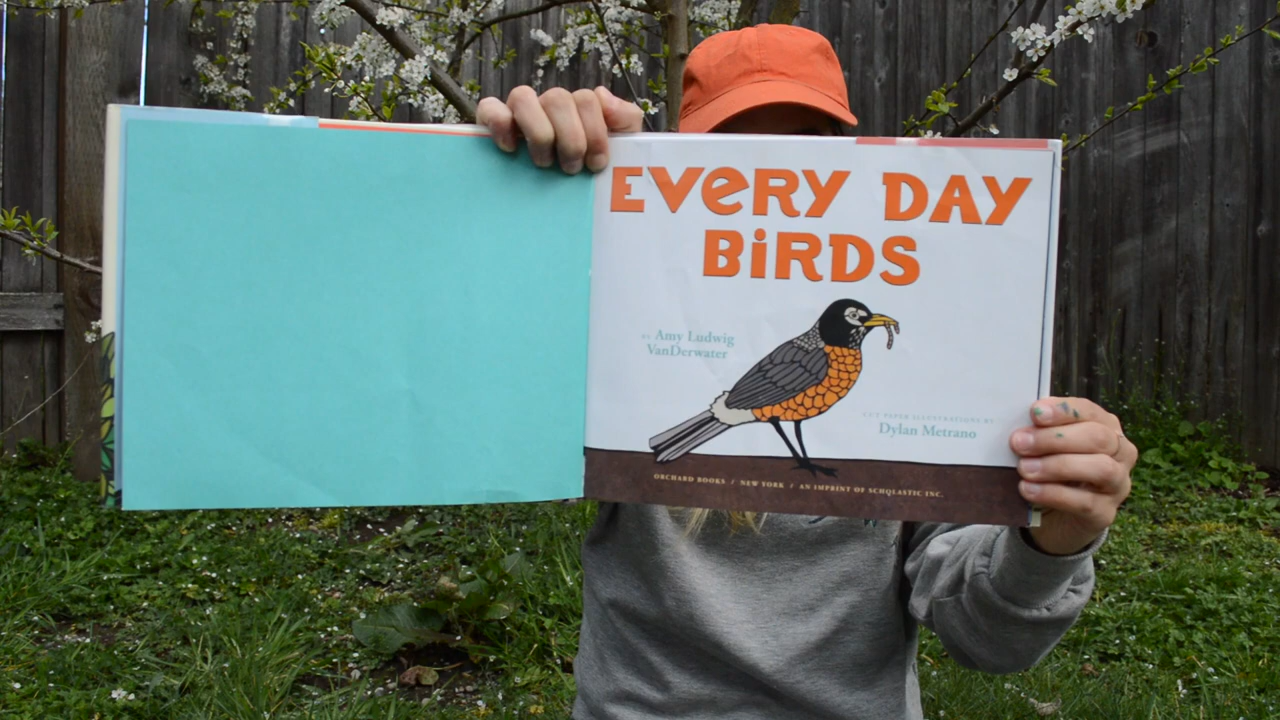 EVeRY DAY
BiRDS
BY Amy Ludwig
VanDerwater
CUT PAPER ILLUSTRATIONS BY
Dylan Metrano
ORCHARD BOOKS / NEW YORK / AN IMPRINT OF SCHOLASTIC INC.